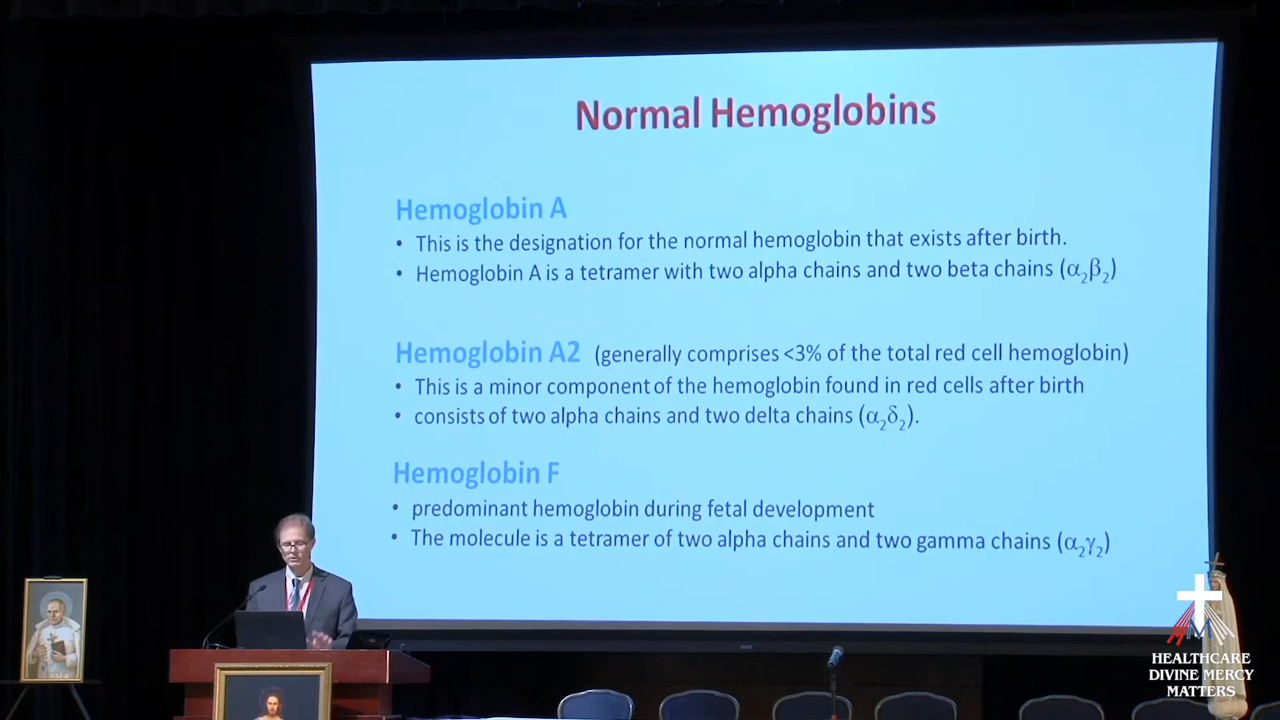 Normal Hemoglobins
Hemoglobin A
• This is the designation for the normal hemoglobin that exists after birth.
• Hemoglobin A is a tetramer with two alpha chains and two beta chains (α₂β₂)
Hemoglobin A2 (generally comprises <3% of the total red cell hemoglobin)
• This is a minor component of the hemoglobin found in red cells after birth
• consists of two alpha chains and two delta chains (α₂δ₂).
Hemoglobin F
• predominant hemoglobin during fetal development
• The molecule is a tetramer of two alpha chains and two gamma chains (α₂γ₂)
HEALTHCARE
DIVINE MERCY
MATTERS